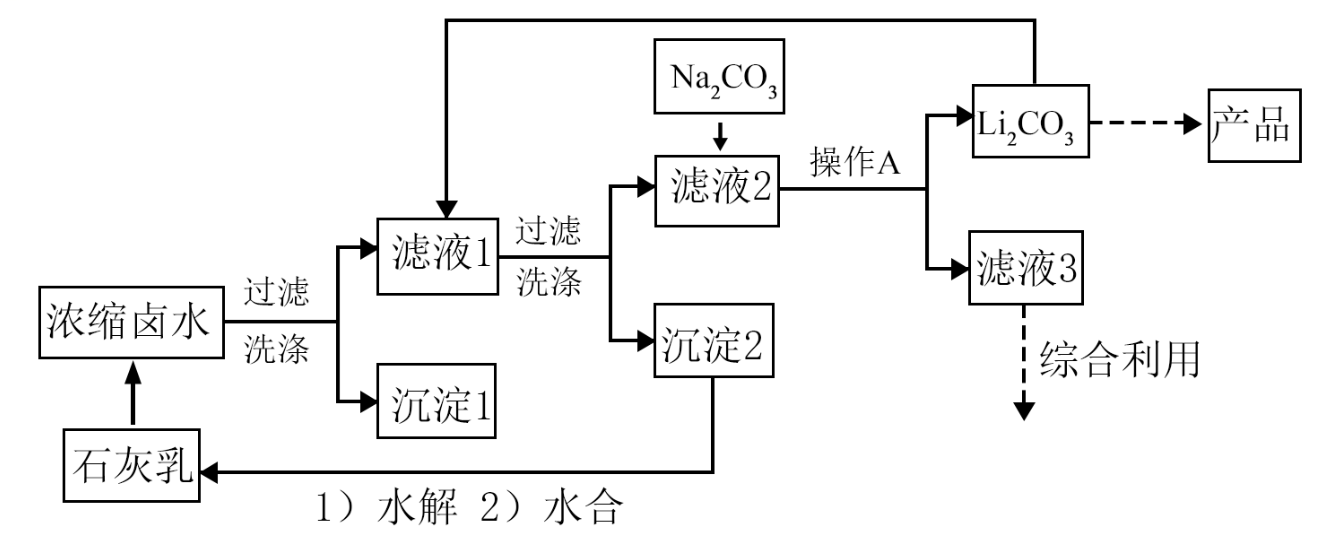 Na₂CO₃
Li₂CO₃
产品
操作A
滤液2
过滤
洗涤
滤液1
滤液3
过滤
洗涤
浓缩卤水
沉淀2
综合利用
沉淀1
石灰乳
1）水解 2）水合